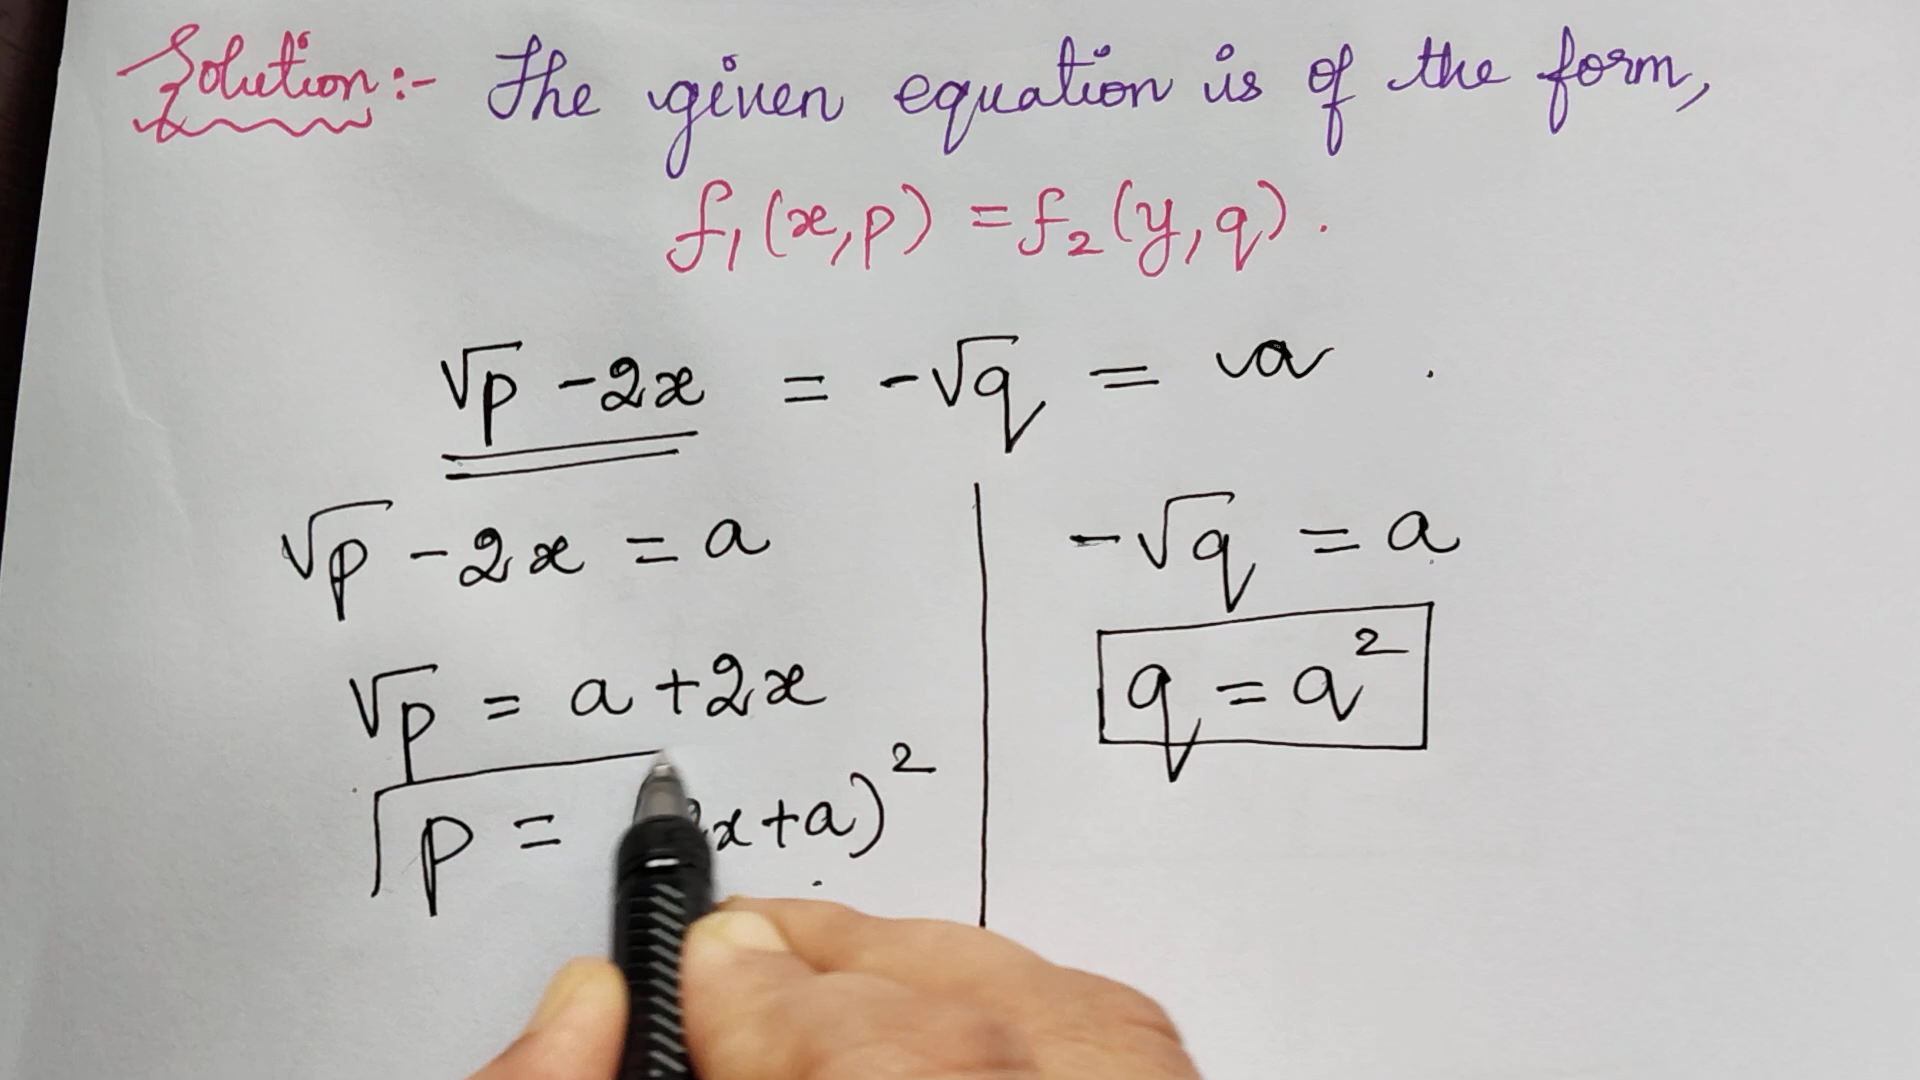 Solution:- The given equation is of the form,
f₁(x,p) = f₂(y,q).
√p - 2x = -√q = a
√p - 2x = a
√p = a + 2x
p = x+a)²
-√q = a
q = a²